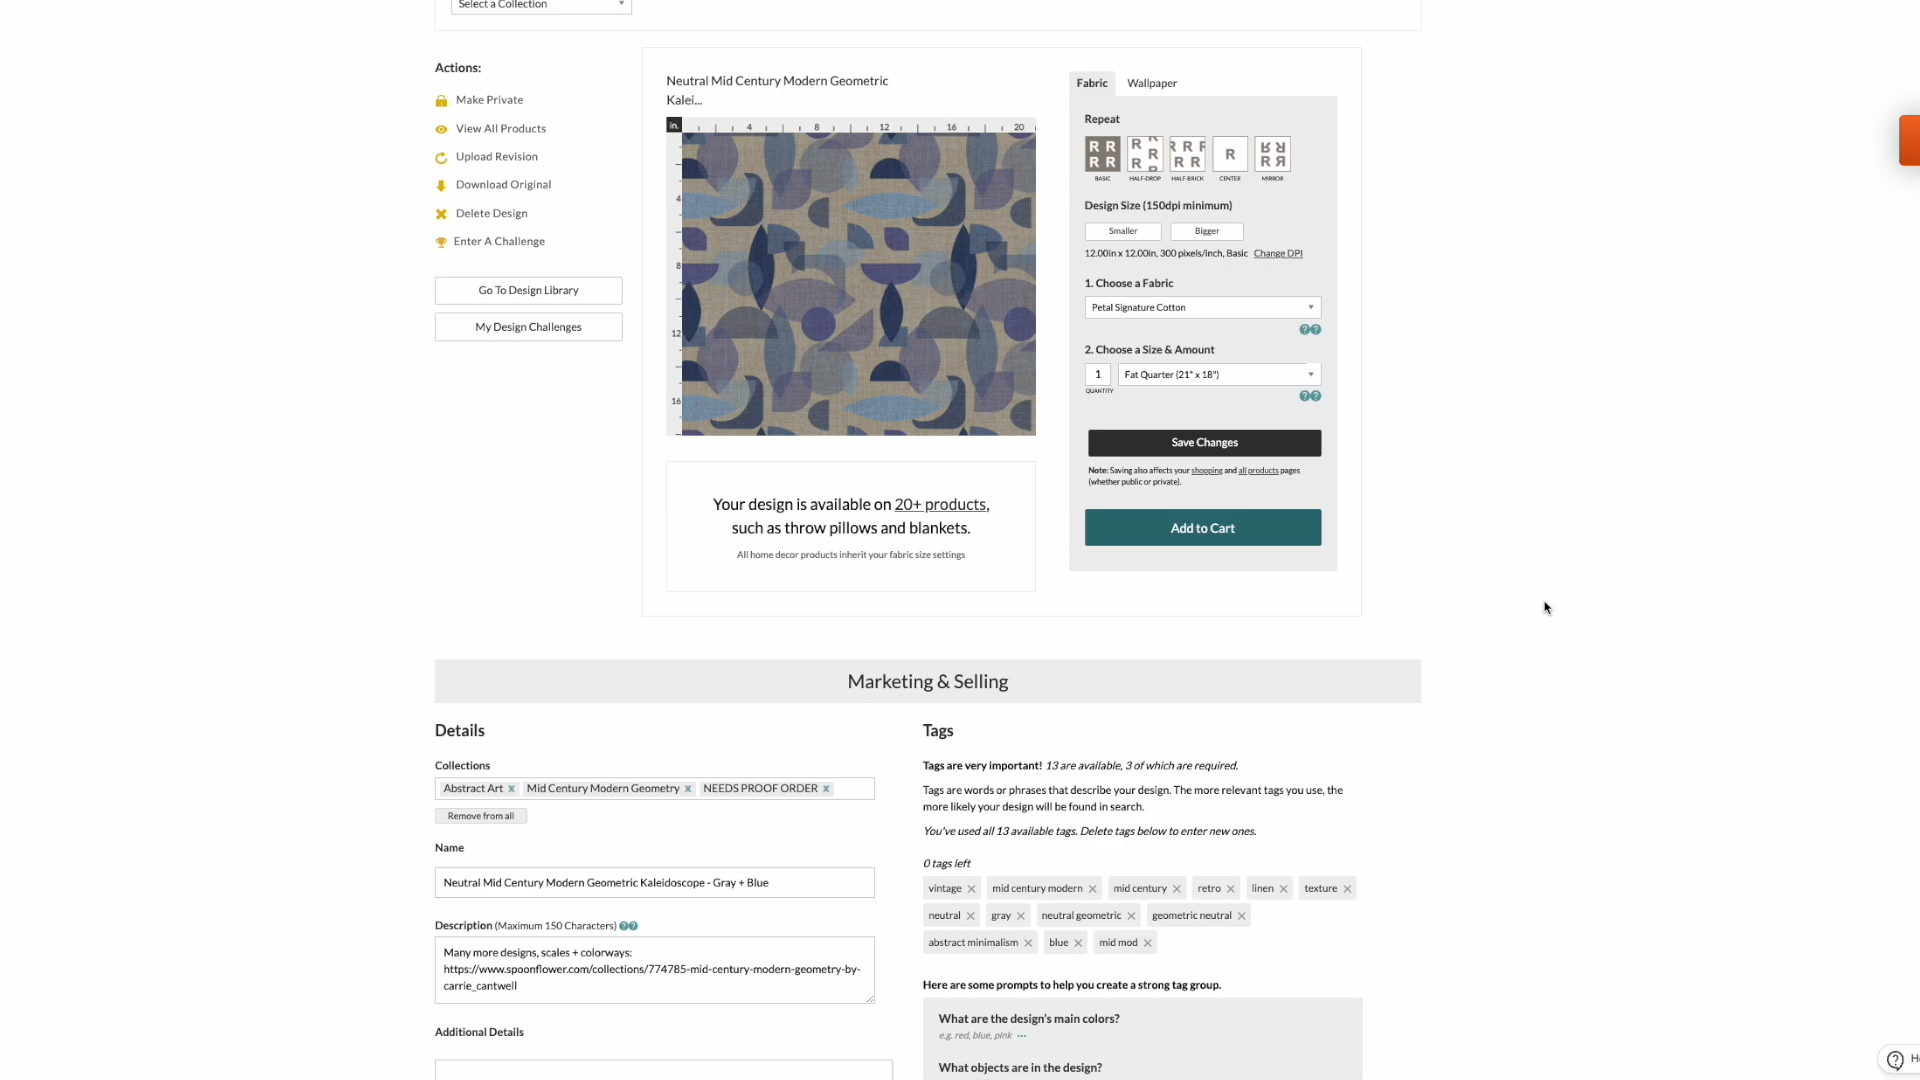 Select a Collection
Actions:
Make Private
View All Products
Upload Revision
Download Original
Delete Design
Enter A Challenge
Go To Design Library
My Design Challenges
Neutral Mid Century Modern Geometric
Kalei...
in.
4 8 12 16 20
4
8
12
16
Fabric
Wallpaper
Repeat
R R R R R R R R R R R R R R
BASIC HALF-DROP HALF-BRICK CENTER MIRROR
Design Size (150dpi minimum)
Smaller
Bigger
12.00in x 12.00in, 300 pixels/inch, Basic Change DPI
1. Choose a Fabric
Petal Signature Cotton
??
2. Choose a Size & Amount
1
Fat Quarter (21" x 18")
QUANTITY
??
Save Changes
Note: Saving also affects your shopping and all products pages
(whether public or private).
Add to Cart
Your design is available on 20+ products,
such as throw pillows and blankets.
All home decor products inherit your fabric size settings
Marketing & Selling
Details
Collections
Abstract Art x Mid Century Modern Geometry x NEEDS PROOF ORDER x
Remove from all
Name
Neutral Mid Century Modern Geometric Kaleidoscope - Gray + Blue
Description (Maximum 150 Characters) ??
Many more designs, scales + colorways:
https://www.spoonflower.com/collections/774785-mid-century-modern-geometry-by-
carrie_cantwell
Additional Details
Tags
Tags are very important! 13 are available, 3 of which are required.
Tags are words or phrases that describe your design. The more relevant tags you use, the
more likely your design will be found in search.
You've used all 13 available tags. Delete tags below to enter new ones.
0 tags left
vintage mid century modern mid century retro linen texture
neutral gray neutral geometric geometric neutral
abstract minimalism blue mid mod
Here are some prompts to help you create a strong tag group.
What are the design's main colors?
e.g. red, blue, pink ...
What objects are in the design?
?